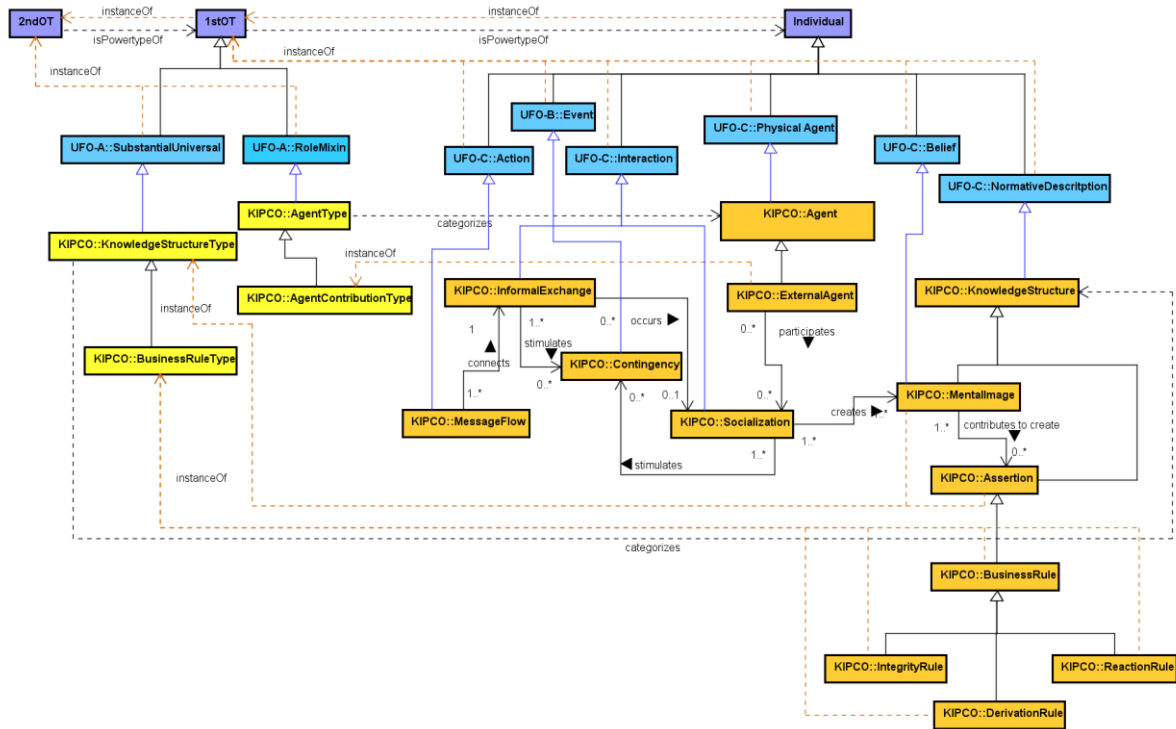 instanceOf
instanceOf
2ndOT
1stOT
Individual
isPowertypeOf
isPowertypeOf
instanceOf
instanceOf
UFO-B::Event
UFO-C::Physical Agent
UFO-A::SubstantialUniversal
UFO-A::RoleMixin
UFO-C::Action
UFO-C::Interaction
UFO-C::Belief
UFO-C::NormativeDescritption
KIPCO::AgentType
categorizes
KIPCO::Agent
KIPCO::KnowledgeStructureType
instanceOf
KIPCO::AgentContributionType
KIPCO::InformalExchange
KIPCO::ExternalAgent
KIPCO::KnowledgeStructure
instanceOf
1
1..*
0..*
occurs
0..*
participates
stimulates
KIPCO::BusinessRuleType
connects
KIPCO::Contingency
0..*
1..*
0..*
0..1
0..*
KIPCO::MentalImage
KIPCO::MessageFlow
KIPCO::Socialization
creates
1..*
1..*
1..*
contributes to create
1..*
0..*
stimulates
instanceOf
KIPCO::Assertion
categorizes
KIPCO::BusinessRule
KIPCO::IntegrityRule
KIPCO::ReactionRule
KIPCO::DerivationRule